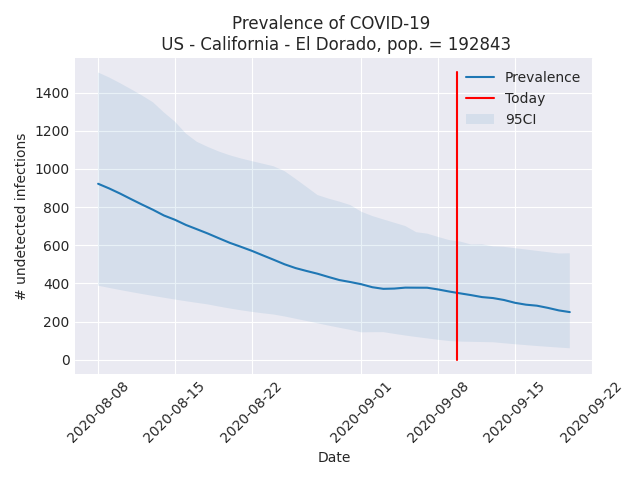 Prevalence of COVID-19
US - California - El Dorado, pop. = 192843
Prevalence
Today
95CI
# undetected infections
1400
1200
1000
800
600
400
200
0
2020-08-08
2020-08-15
2020-08-22
2020-09-01
2020-09-08
2020-09-15
2020-09-22
Date